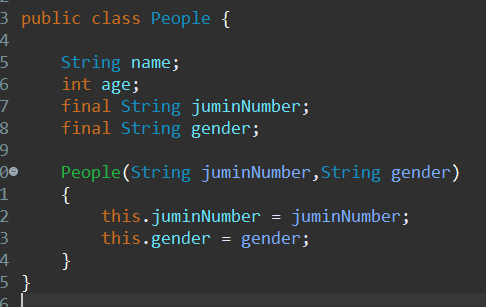 3 public class People {
4
5     String name;
6     int age;
7     final String juminNumber;
8     final String gender;
9
0     People(String juminNumber,String gender)
1     {
2         this.juminNumber = juminNumber;
3         this.gender = gender;
4     }
5 }
6